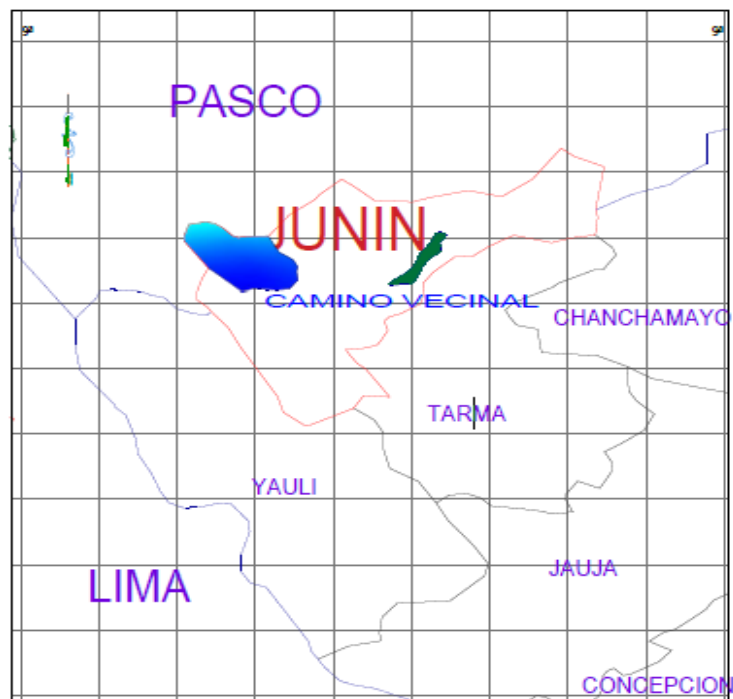 PASCO
JUNIN
CAMINO VECINAL
CHANCHAMAYO
TARMA
YAULI
JAUJA
LIMA
CONCEPCION